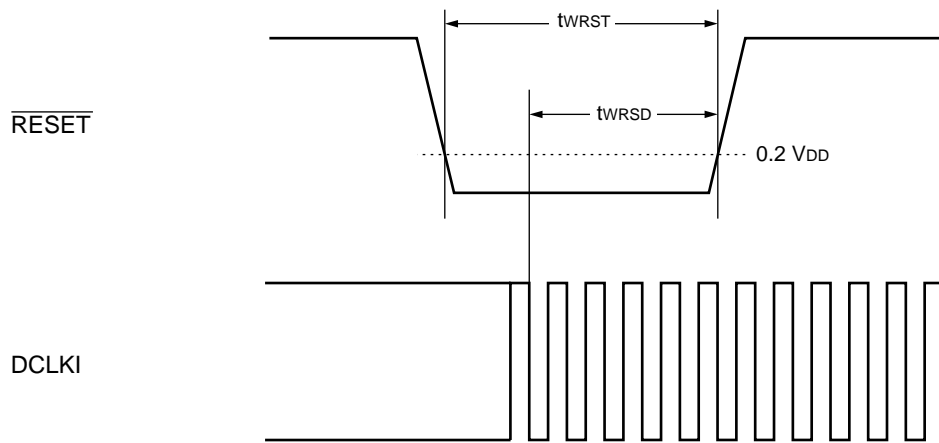 tWRST
RESET
tWRSD
0.2 VDD
DCLKI